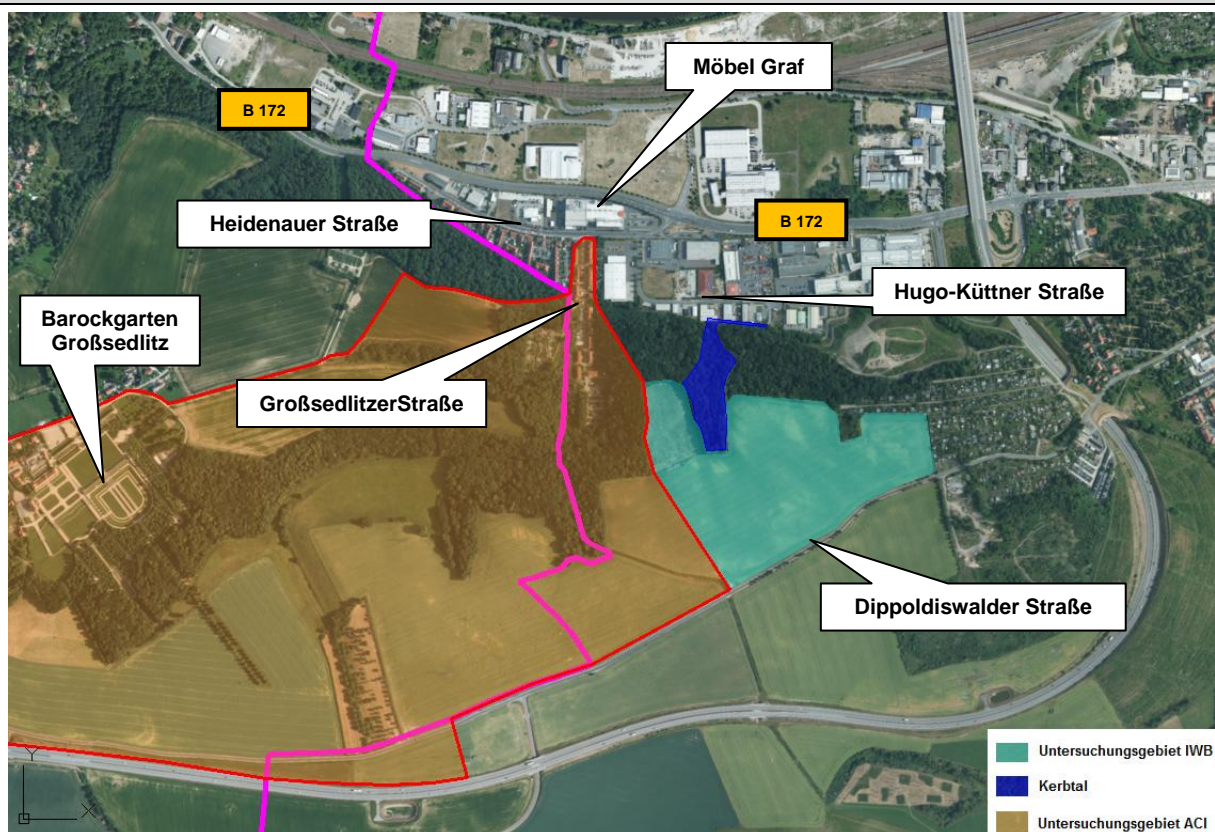 Möbel Graf
B 172
Heidenauer Straße
B 172
Hugo-Küttner Straße
Barockgarten
Großsedlitz
GroßsedlitzerStraße
Dippoldiswalder Straße
Untersuchungsgebiet IWB
Kerbtal
Untersuchungsgebiet ACI
Y
X